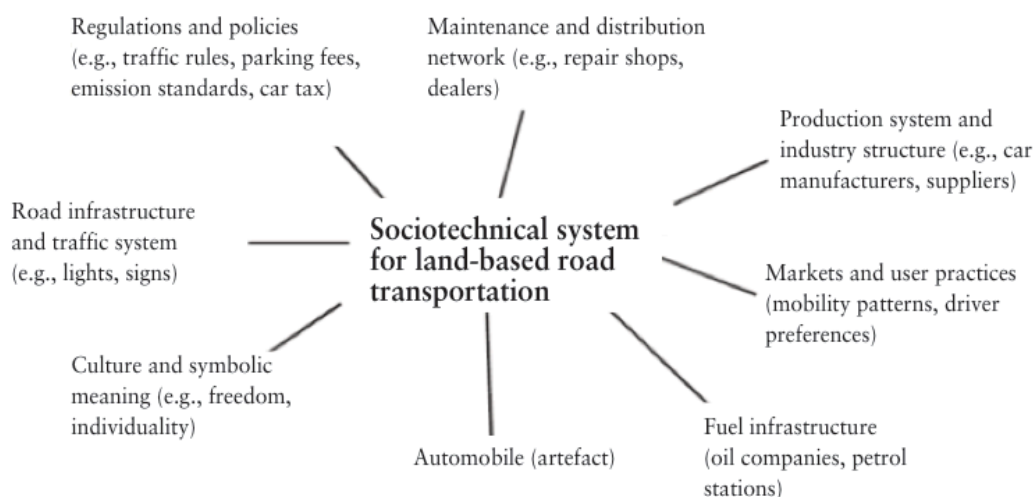 Regulations and policies
(e.g., traffic rules, parking fees,
emission standards, car tax)
Maintenance and distribution
network (e.g., repair shops,
dealers)
Production system and
industry structure (e.g., car
manufacturers, suppliers)
Road infrastructure
and traffic system
(e.g., lights, signs)
Sociotechnical system
for land-based road
transportation
Markets and user practices
(mobility patterns, driver
preferences)
Culture and symbolic
meaning (e.g., freedom,
individuality)
Automobile (artefact)
Fuel infrastructure
(oil companies, petrol
stations)